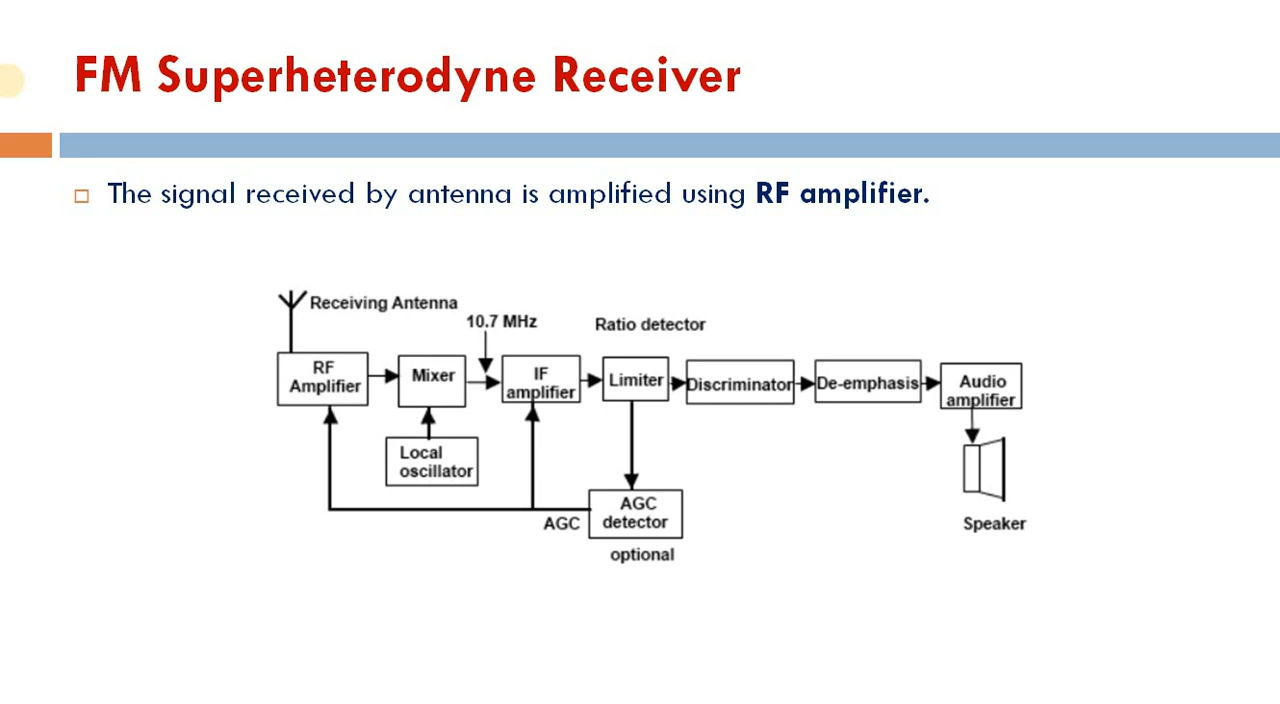 FM Superheterodyne Receiver
The signal received by antenna is amplified using RF amplifier.
Receiving Antenna
10.7 MHz
Ratio detector
RF
Amplifier
Mixer
IF
amplifier
Limiter
Discriminator
De-emphasis
Audio
amplifier
Local
oscillator
AGC
AGC
detector
optional
Speaker